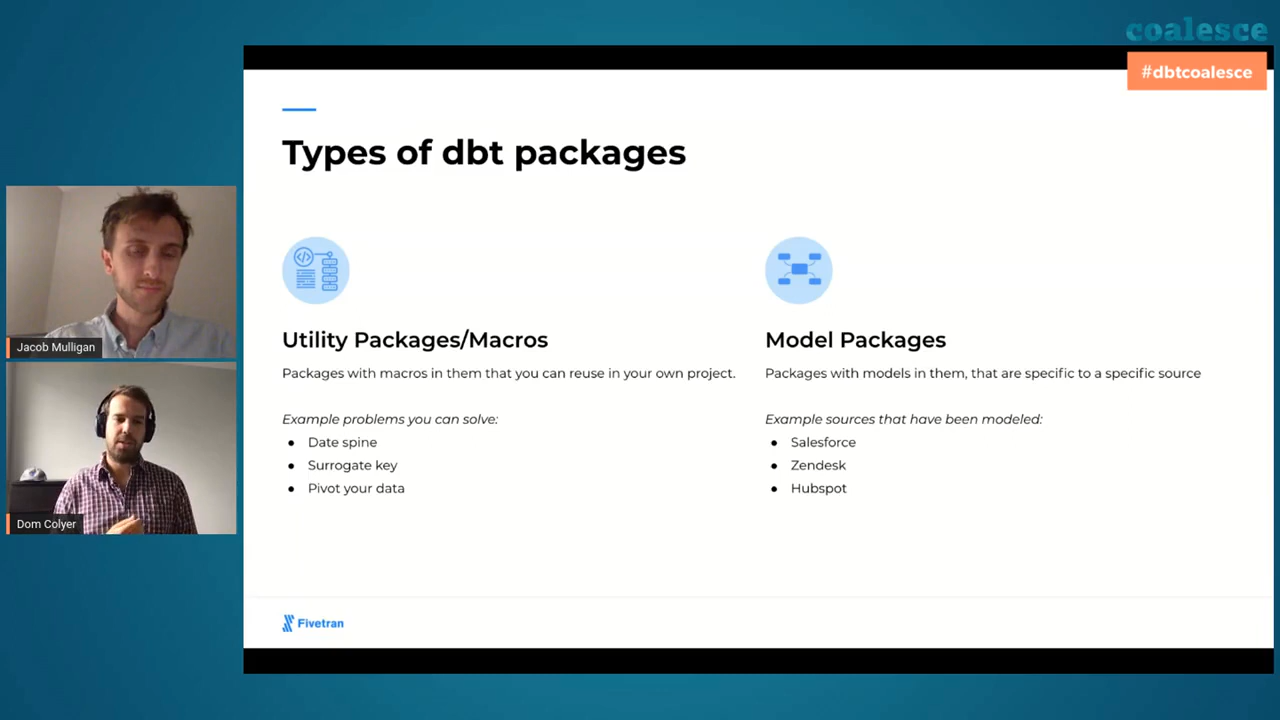 coalesce
#dbtcoalesce
Types of dbt packages
Utility Packages/Macros
Packages with macros in them that you can reuse in your own project.
Example problems you can solve:
● Date spine
● Surrogate key
● Pivot your data
Model Packages
Packages with models in them, that are specific to a specific source
Example sources that have been modeled:
● Salesforce
● Zendesk
● Hubspot
Fivetran
Jacob Mulligan
Dom Colyer